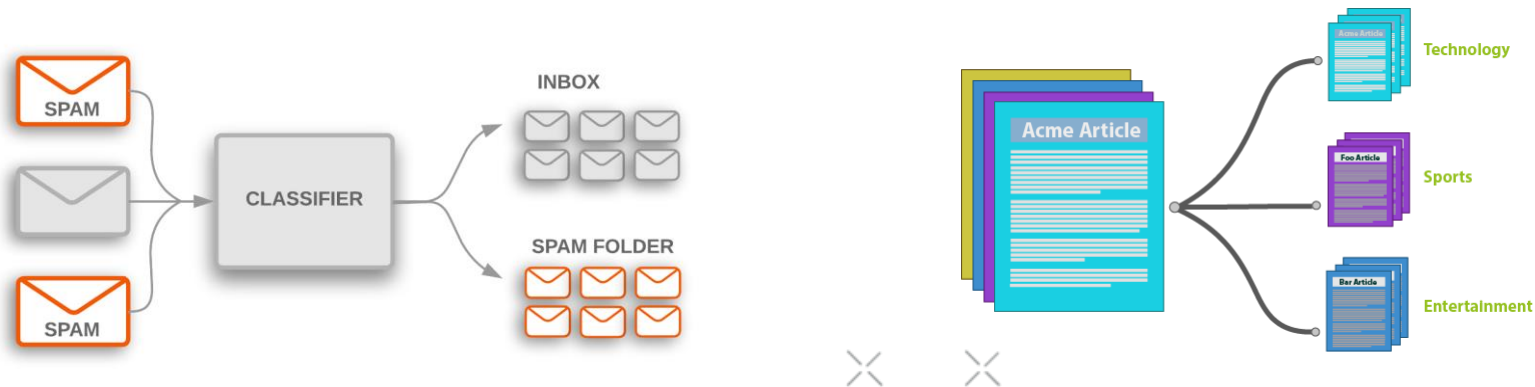 SPAM
SPAM
CLASSIFIER
INBOX
SPAM FOLDER
Acme Article
Acme Article
Technology
Foo Article
Sports
Bar Article
Entertainment